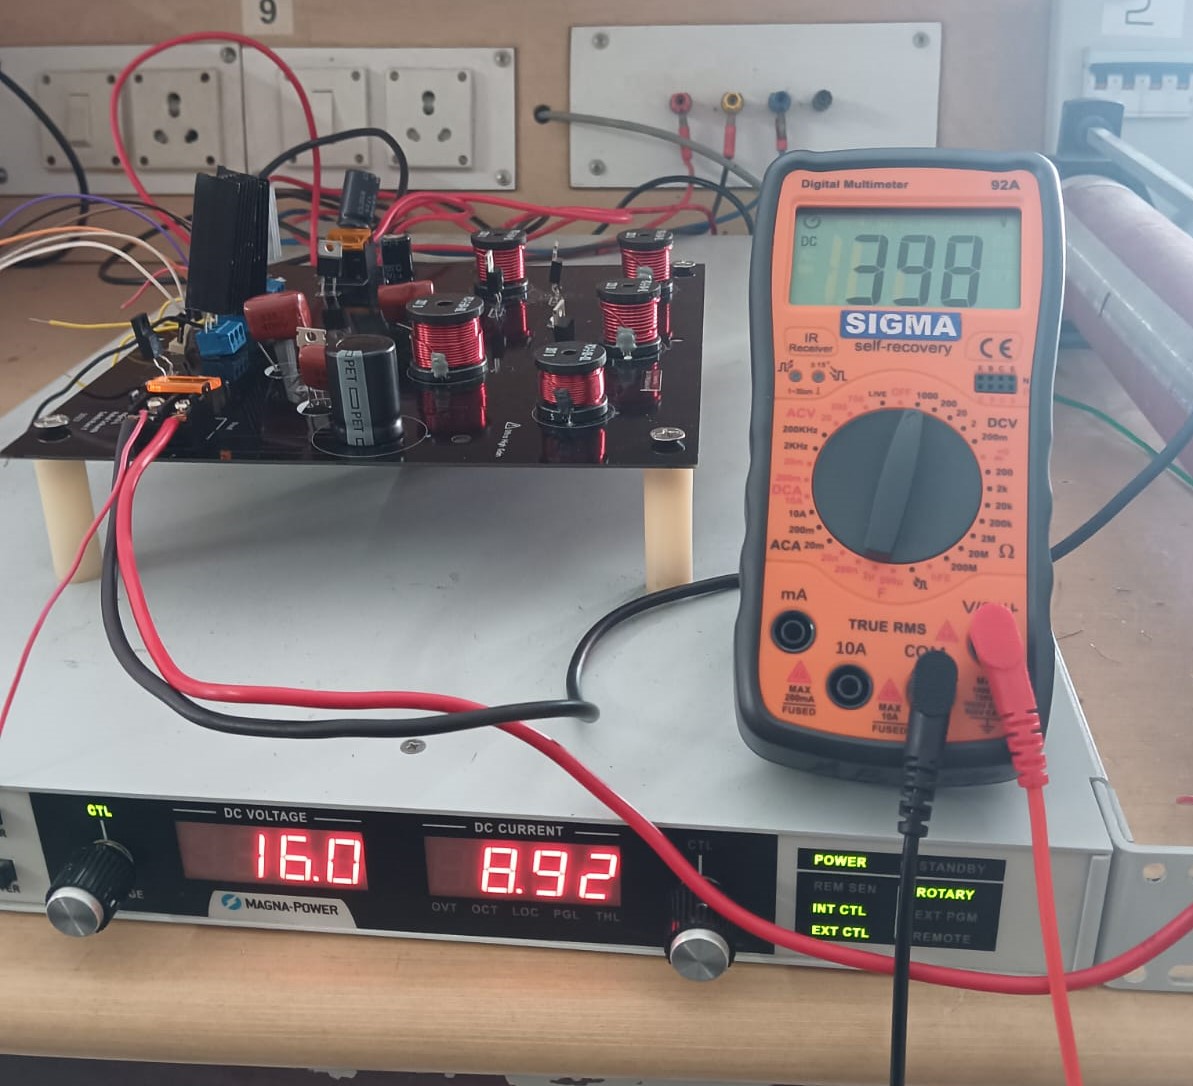 9
2
Digital Multimeter 92A
DC V
398
SIGMA
self-recovery
IR
Receiver
CE
LIVE OFF 1000
200
20
2
DCV
200m
ACV
200KHz
2KHz
DCA
10A
10A
200m
ACA 20m
200
2k
20k
200k
2M
20M
Ω
200M
F
hFE
mA
TRUE RMS
10A
COM
MAX
200mA
FUSED
MAX
10A
FUSED
PET PET
CTL
DC VOLTAGE
16.0
MAGNA-POWER
DC CURRENT
8.92
OVT OCT LOC PGL THL
CTL
POWER STANDBY
REM SEN ROTARY
INT CTL EXT PGM
EXT CTL REMOTE